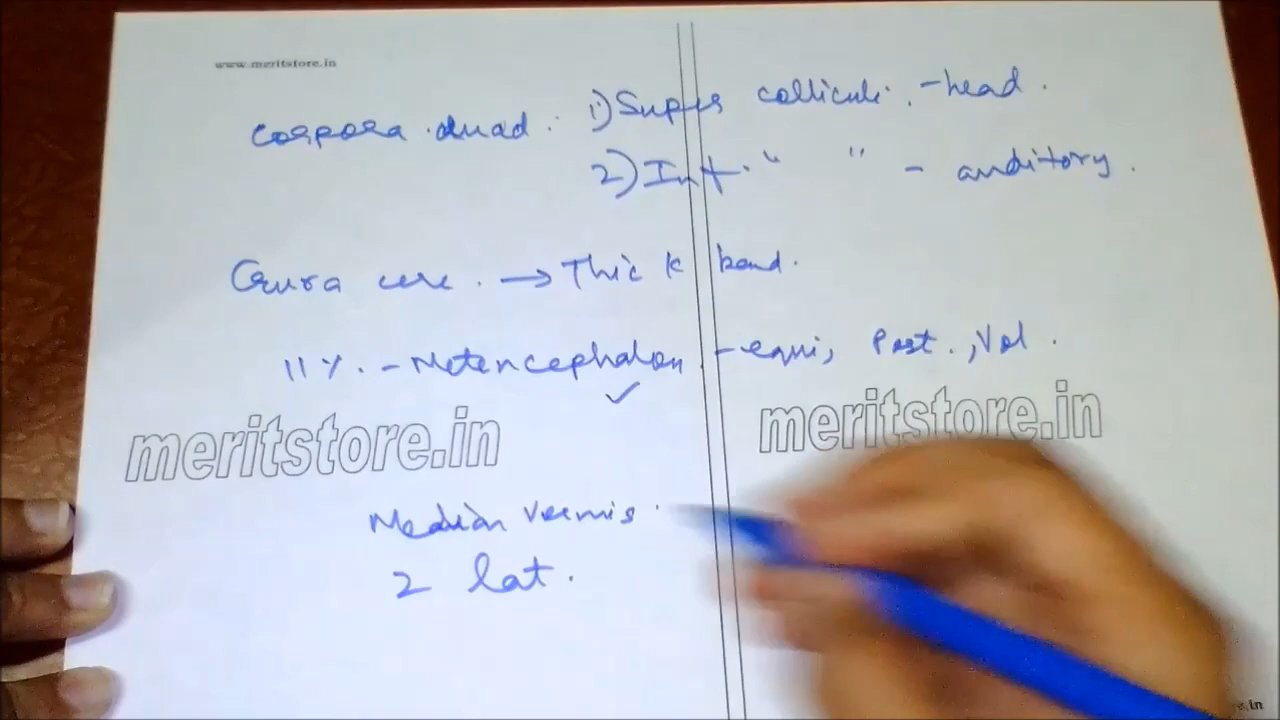 www.meritstore.in
corpora quad. 1) Super colliculi. - head.
2) Inf. " " - auditory.
Crura cere. → Thick band.
11%. - Metencephalon - equi, Post., Vol.
meritstore.in meritstore.in
Median Vermis.
2 lat.